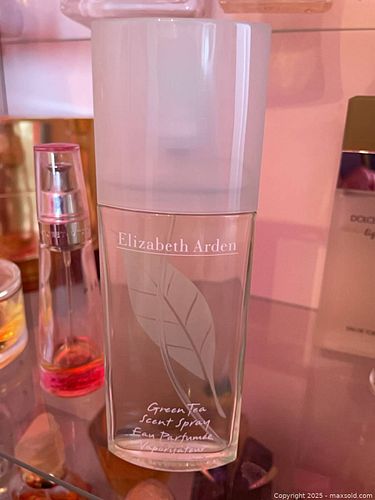 Elizabeth Arden
Green Tea
Scent Spray
Eau Parfumée
Vaporisateur
DOLCE
Copyright 2025 - maxsold.com